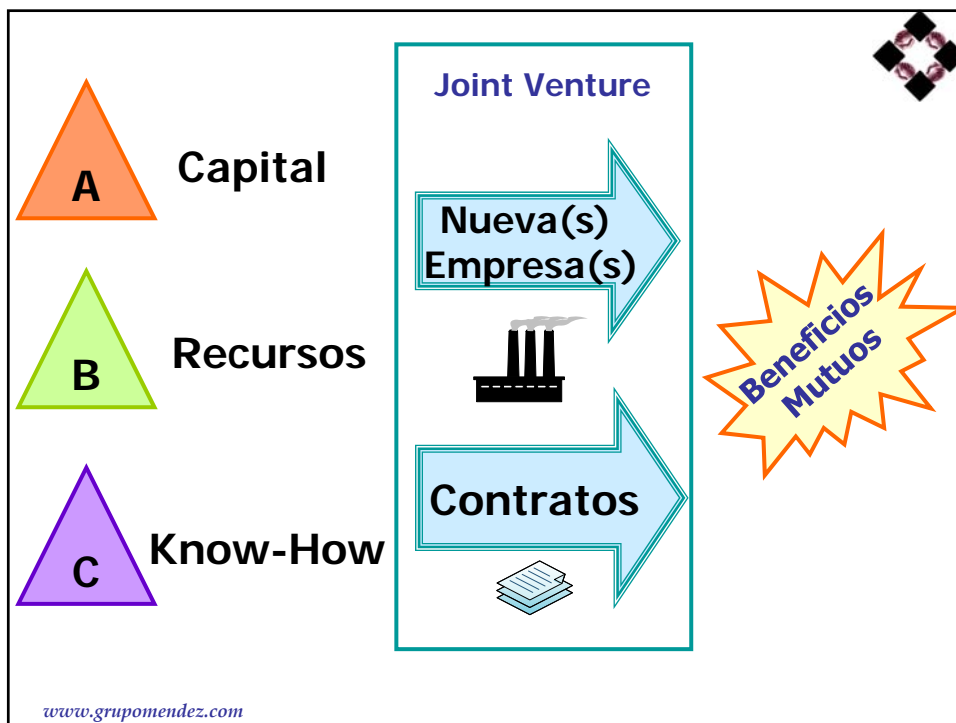 Joint Venture
A
Capital
Nueva(s)
Empresa(s)
B
Recursos
Beneficios
Mutuos
C
Know-How
Contratos
www.grupomendez.com